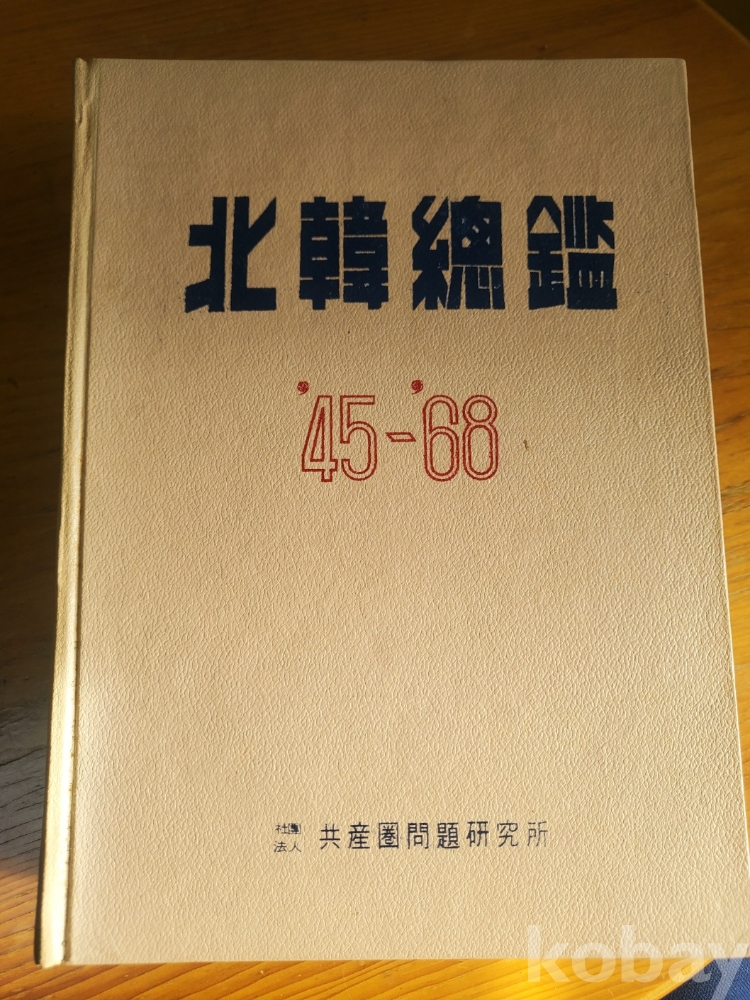 北韓總鑑
'45-'68
社團
法人 共産圈問題研究所
kobay